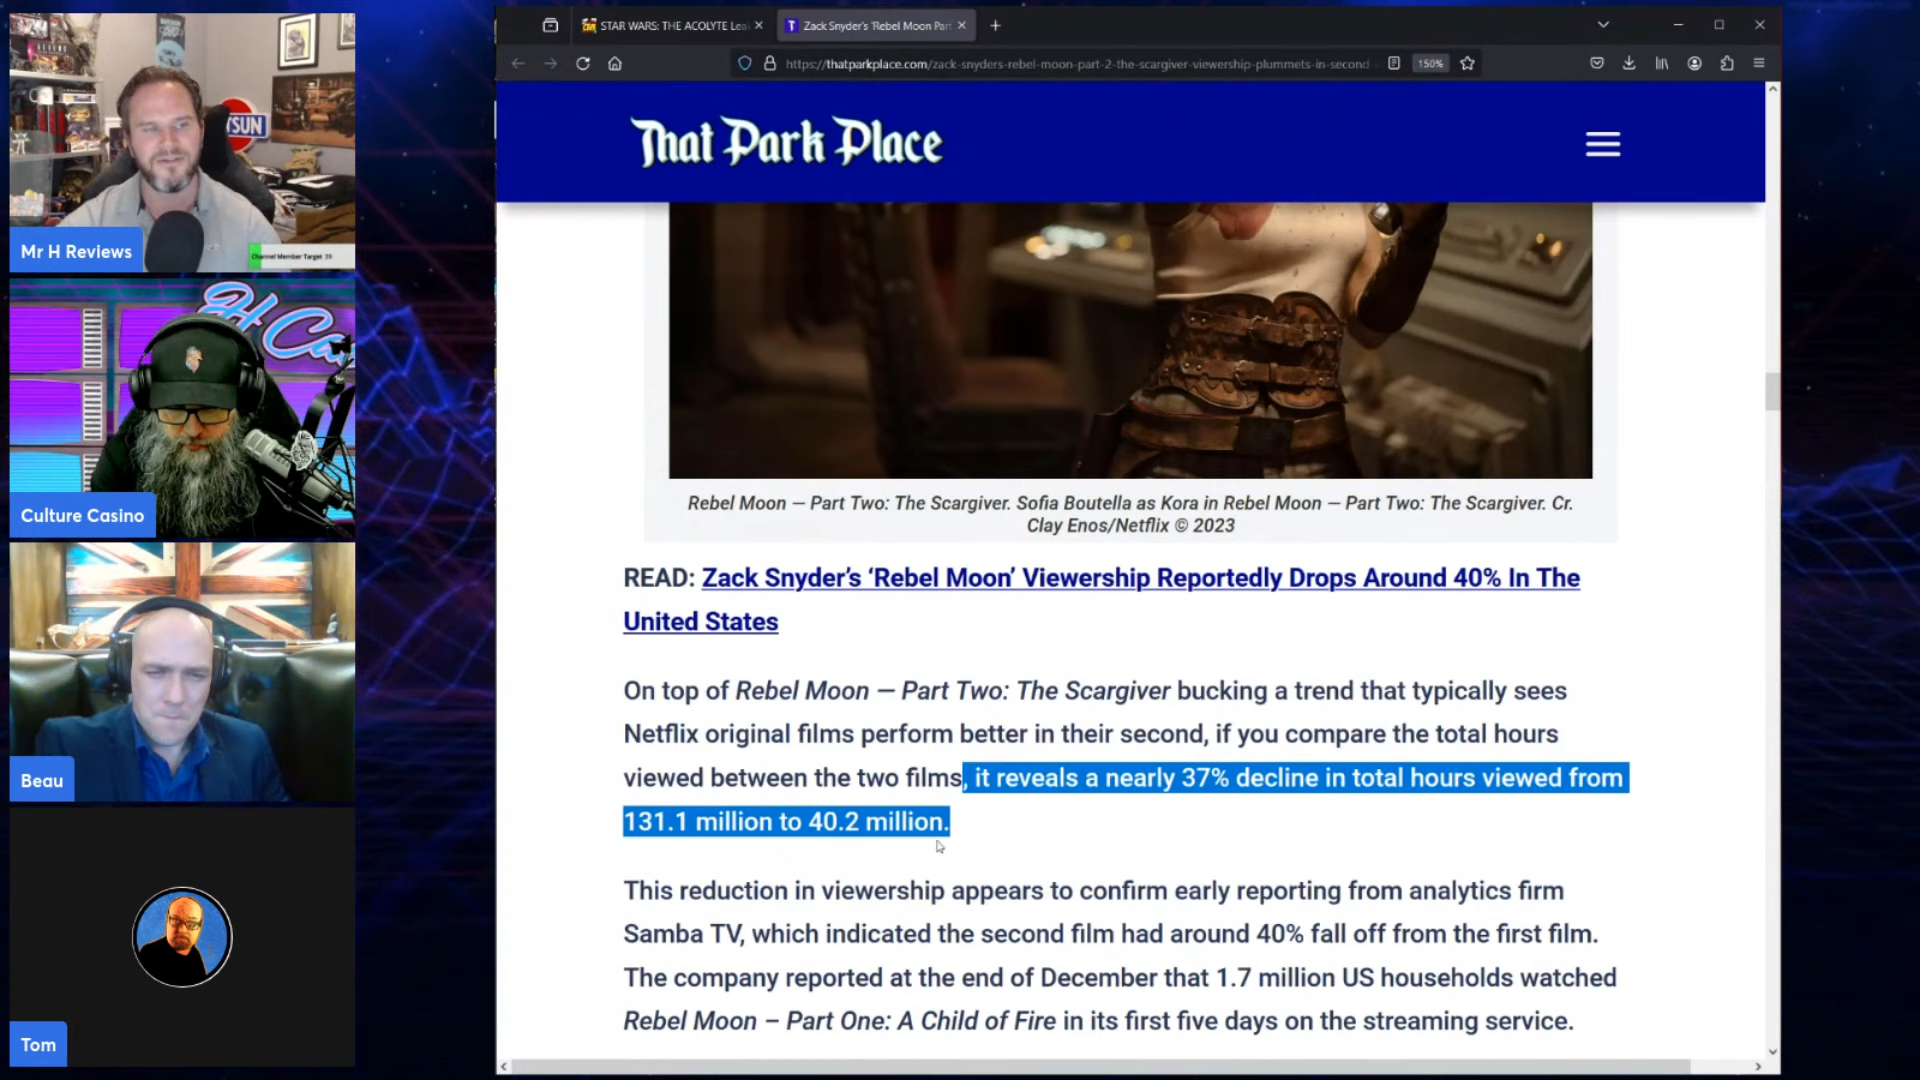 STAR WARS: THE ACOLYTE Lea
Zack Snyder's 'Rebel Moon Par
https://thatparkplace.com/zack-snyders-rebel-moon-part-2-the-scargiver-viewership-plummets-in-second
150%
That Park Place
TSUN
Mr H Reviews
Channel Member Target 39
H Ca
Culture Casino
Beau
Tom
Rebel Moon — Part Two: The Scargiver. Sofia Boutella as Kora in Rebel Moon — Part Two: The Scargiver. Cr.
Clay Enos/Netflix © 2023
READ: Zack Snyder's 'Rebel Moon' Viewership Reportedly Drops Around 40% In The
United States
On top of Rebel Moon — Part Two: The Scargiver bucking a trend that typically sees
Netflix original films perform better in their second, if you compare the total hours
viewed between the two films, it reveals a nearly 37% decline in total hours viewed from
131.1 million to 40.2 million.
This reduction in viewership appears to confirm early reporting from analytics firm
Samba TV, which indicated the second film had around 40% fall off from the first film.
The company reported at the end of December that 1.7 million US households watched
Rebel Moon – Part One: A Child of Fire in its first five days on the streaming service.